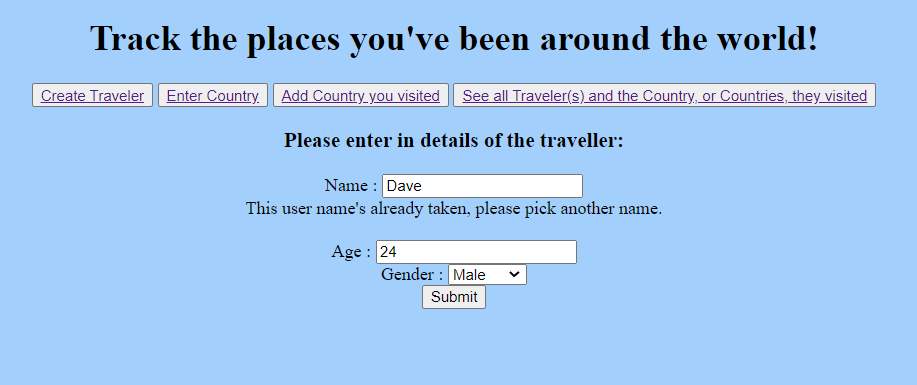 Track the places you've been around the world!
Create Traveler Enter Country Add Country you visited See all Traveler(s) and the Country, or Countries, they visited
Please enter in details of the traveller:
Name : Dave
This user name's already taken, please pick another name.
Age : 24
Gender : Male
Submit